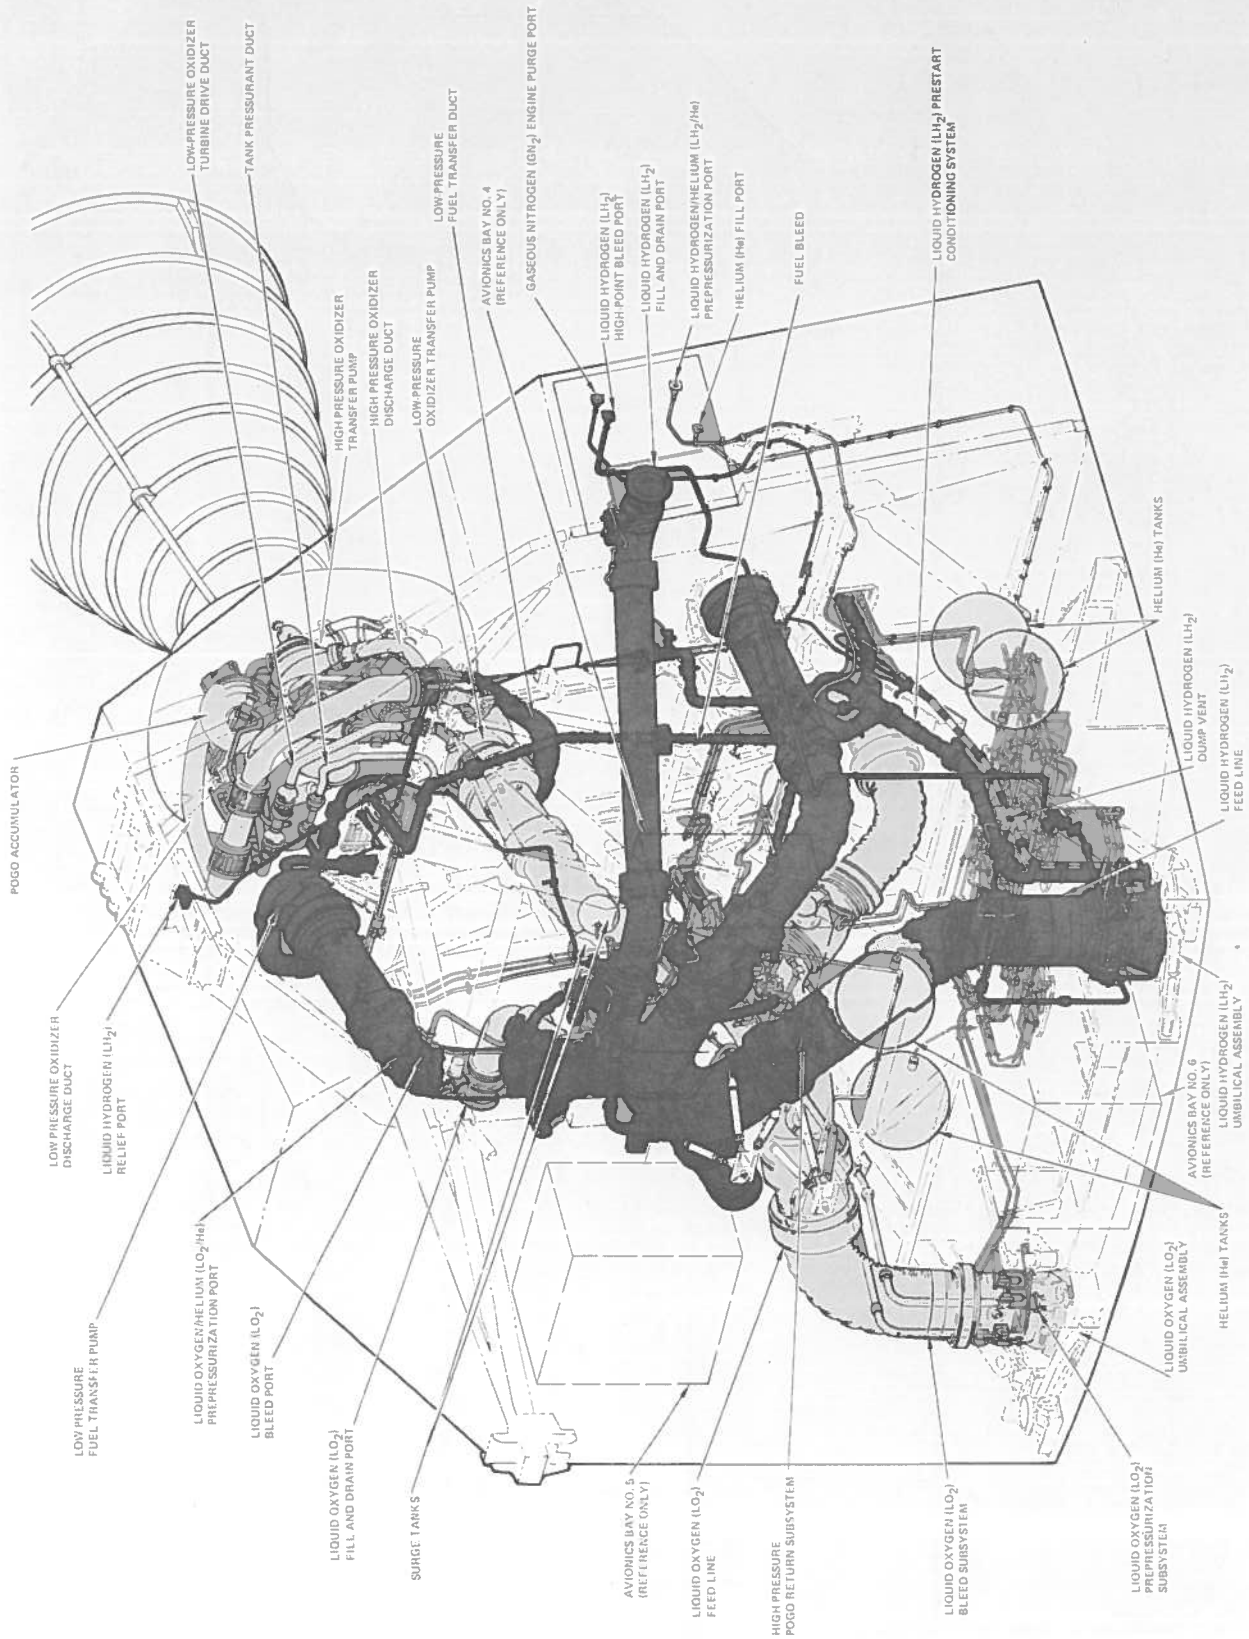 POGO ACCUMULATOR
LOW PRESSURE OXIDIZER
DISCHARGE DUCT
LIQUID HYDROGEN (LH2)
RELIEF PORT
LOW PRESSURE
FUEL TRANSFER PUMP
LIQUID OXYGEN/HELIUM (LO2/He)
PREPRESSURIZATION PORT
LIQUID OXYGEN (LO2)
BLEED PORT
LIQUID OXYGEN (LO2)
FILL AND DRAIN PORT
SURGE TANKS
AVIONICS BAY NO. 5
(REFERENCE ONLY)
LIQUID OXYGEN (LO2)
FEED LINE
HIGH PRESSURE
POGO RETURN SUBSYSTEM
LIQUID OXYGEN (LO2)
BLEED SUBSYSTEM
LIQUID OXYGEN (LO2)
PREPRESSURIZATION
SUBSYSTEM
LIQUID OXYGEN (LO2)
UMBILICAL ASSEMBLY
HELIUM (He) TANKS
AVIONICS BAY NO. 6
(REFERENCE ONLY)
LIQUID HYDROGEN (LH2)
UMBILICAL ASSEMBLY
LIQUID HYDROGEN (LH2)
FEED LINE
LIQUID HYDROGEN (LH2)
DUMP VENT
HELIUM (He) TANKS
LOW-PRESSURE OXIDIZER
TURBINE DRIVE DUCT
TANK PRESSURANT DUCT
HIGH PRESSURE OXIDIZER
TRANSFER PUMP
HIGH PRESSURE OXIDIZER
DISCHARGE DUCT
LOW-PRESSURE
OXIDIZER TRANSFER PUMP
LOW-PRESSURE
FUEL TRANSFER DUCT
AVIONICS BAY NO. 4
(REFERENCE ONLY)
GASEOUS NITROGEN (GN2) ENGINE PURGE PORT
LIQUID HYDROGEN (LH2)
HIGH-POINT BLEED PORT
LIQUID HYDROGEN (LH2)
FILL AND DRAIN PORT
LIQUID HYDROGEN/HELIUM (LH2/He)
PREPRESSURIZATION PORT
HELIUM (He) FILL PORT
FUEL BLEED
LIQUID HYDROGEN (LH2) PRESTART
CONDITIONING SYSTEM